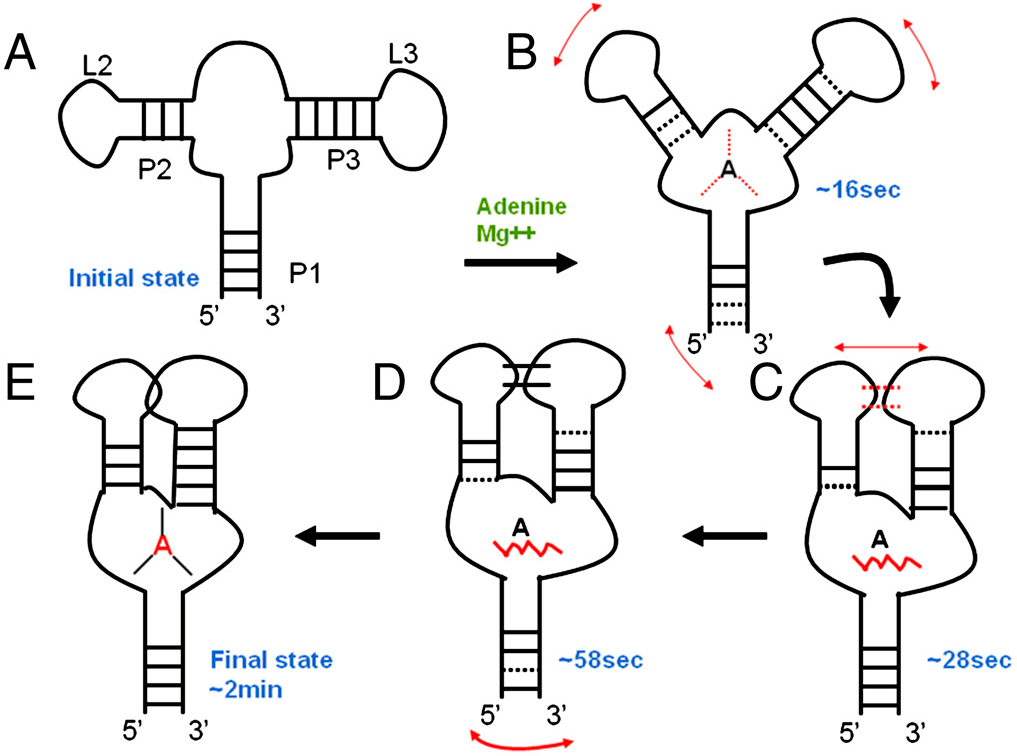 A
L2
L3
P2
P3
P1
Initial state
5’
3’
Adenine
Mg++
B
A
~16sec
5’
3’
C
A
~28sec
5’
3’
D
A
~58sec
5’
3’
E
A
Final state
~2min
5’
3’